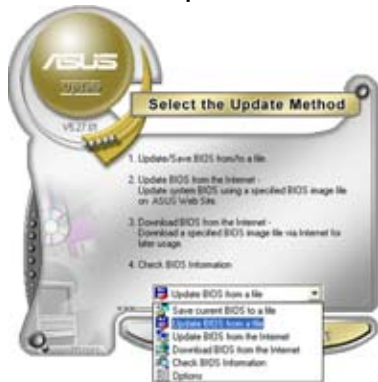 ASUS
Update
V6.27.01
Select the Update Method
1. Update/Save BIOS from/to a file.
2. Update BIOS from the Internet -
Update system BIOS using a specified BIOS image file
on ASUS Web Site.
3. Download BIOS from the Internet -
Download a specified BIOS image file via Internet for
later usage.
4. Check BIOS Information
Update BIOS from a file
Save current BIOS to a file
Update BIOS from a file
Update BIOS from the Internet
Download BIOS from the Internet
Check BIOS Information
Options